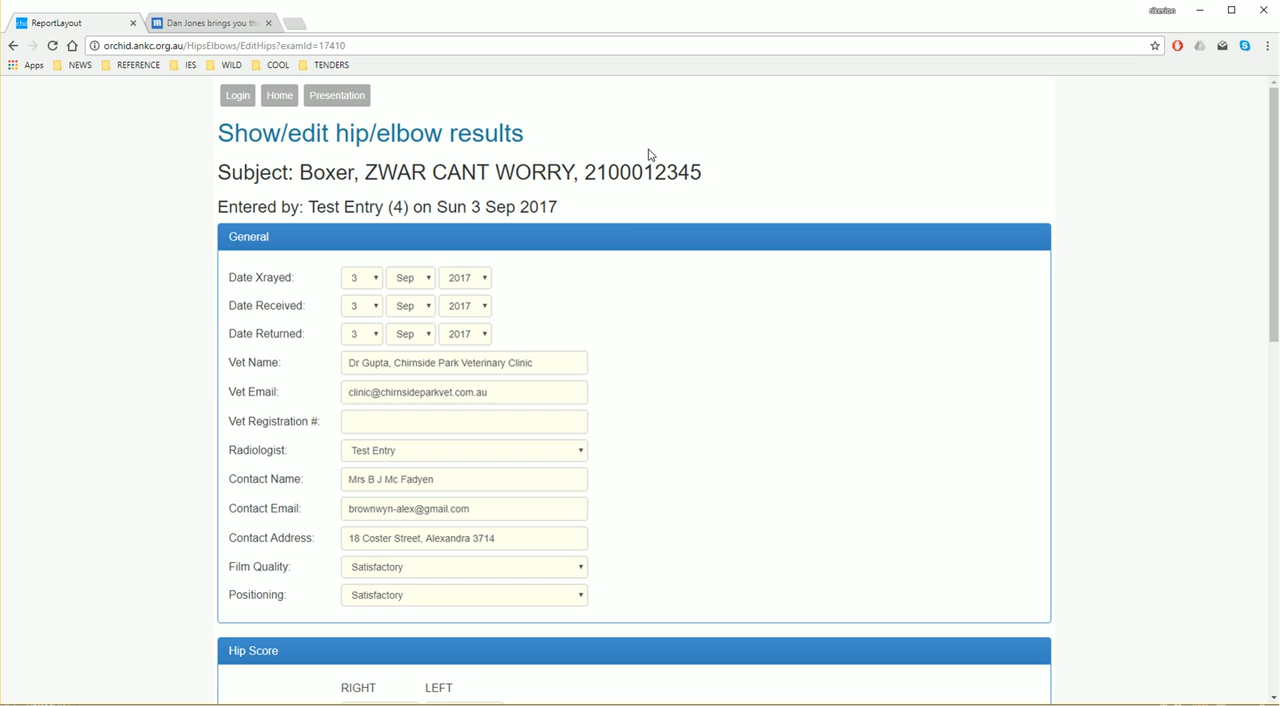 ReportLayout
Dan Jones brings you the
rikesloo
orchid.ankc.org.au/HipsElbows/EditHips?examId=17410
Apps NEWS REFERENCE IES WILD COOL TENDERS
Login Home Presentation
Show/edit hip/elbow results
Subject: Boxer, ZWAR CANT WORRY, 2100012345
Entered by: Test Entry (4) on Sun 3 Sep 2017
General
Date Xrayed: 3 Sep 2017
Date Received: 3 Sep 2017
Date Returned: 3 Sep 2017
Vet Name: Dr Gupta, Chirnside Park Veterinary Clinic
Vet Email: clinic@chirnsideparkvet.com.au
Vet Registration #:
Radiologist: Test Entry
Contact Name: Mrs B J Mc Fadyen
Contact Email: brownwyn-alex@gmail.com
Contact Address: 18 Coster Street, Alexandra 3714
Film Quality: Satisfactory
Positioning: Satisfactory
Hip Score
RIGHT LEFT